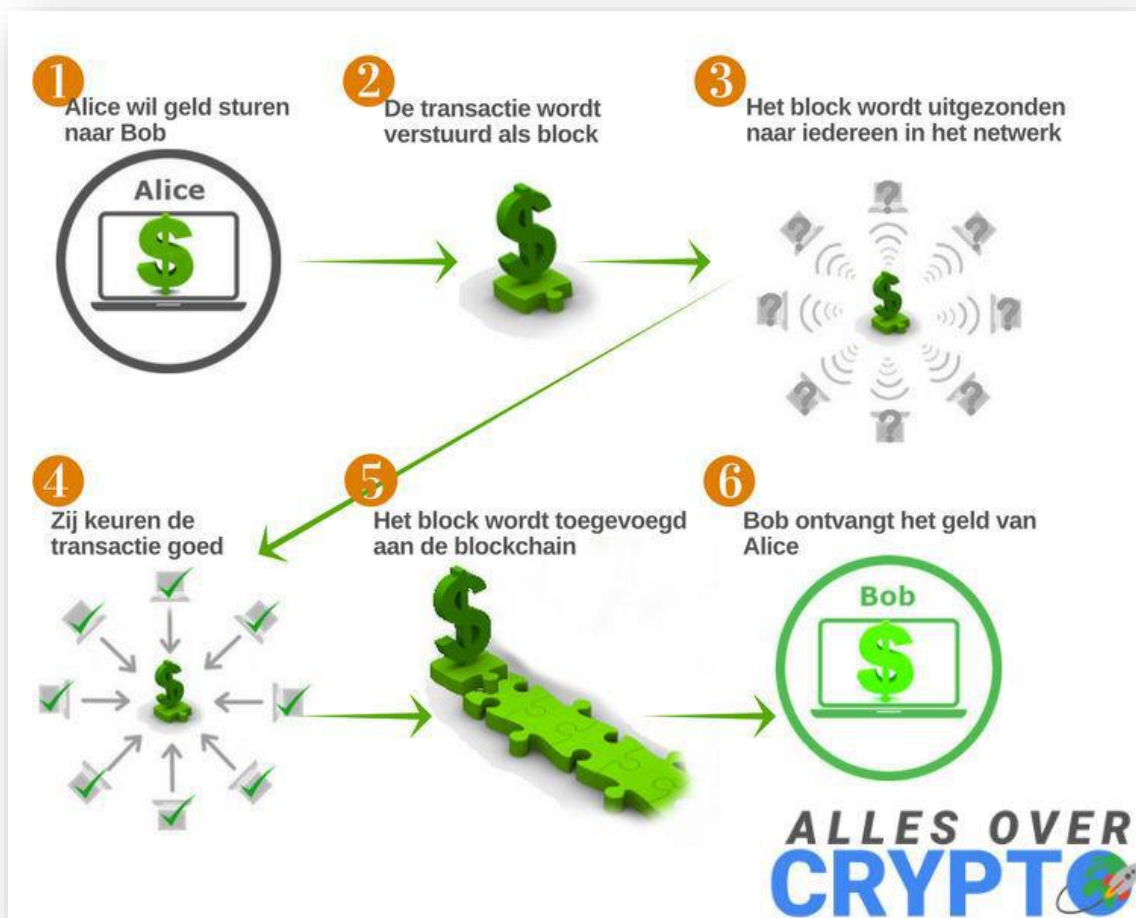 1
Alice wil geld sturen
naar Bob
Alice
$
2
De transactie wordt
verstuurd als block
$
3
Het block wordt uitgezonden
naar iedereen in het netwerk
?
?
?
?
$
?
?
?
?
4
Zij keuren de
transactie goed
$
5
Het block wordt toegevoegd
aan de blockchain
$
6
Bob ontvangt het geld van
Alice
Bob
$
ALLES OVER
CRYPTO